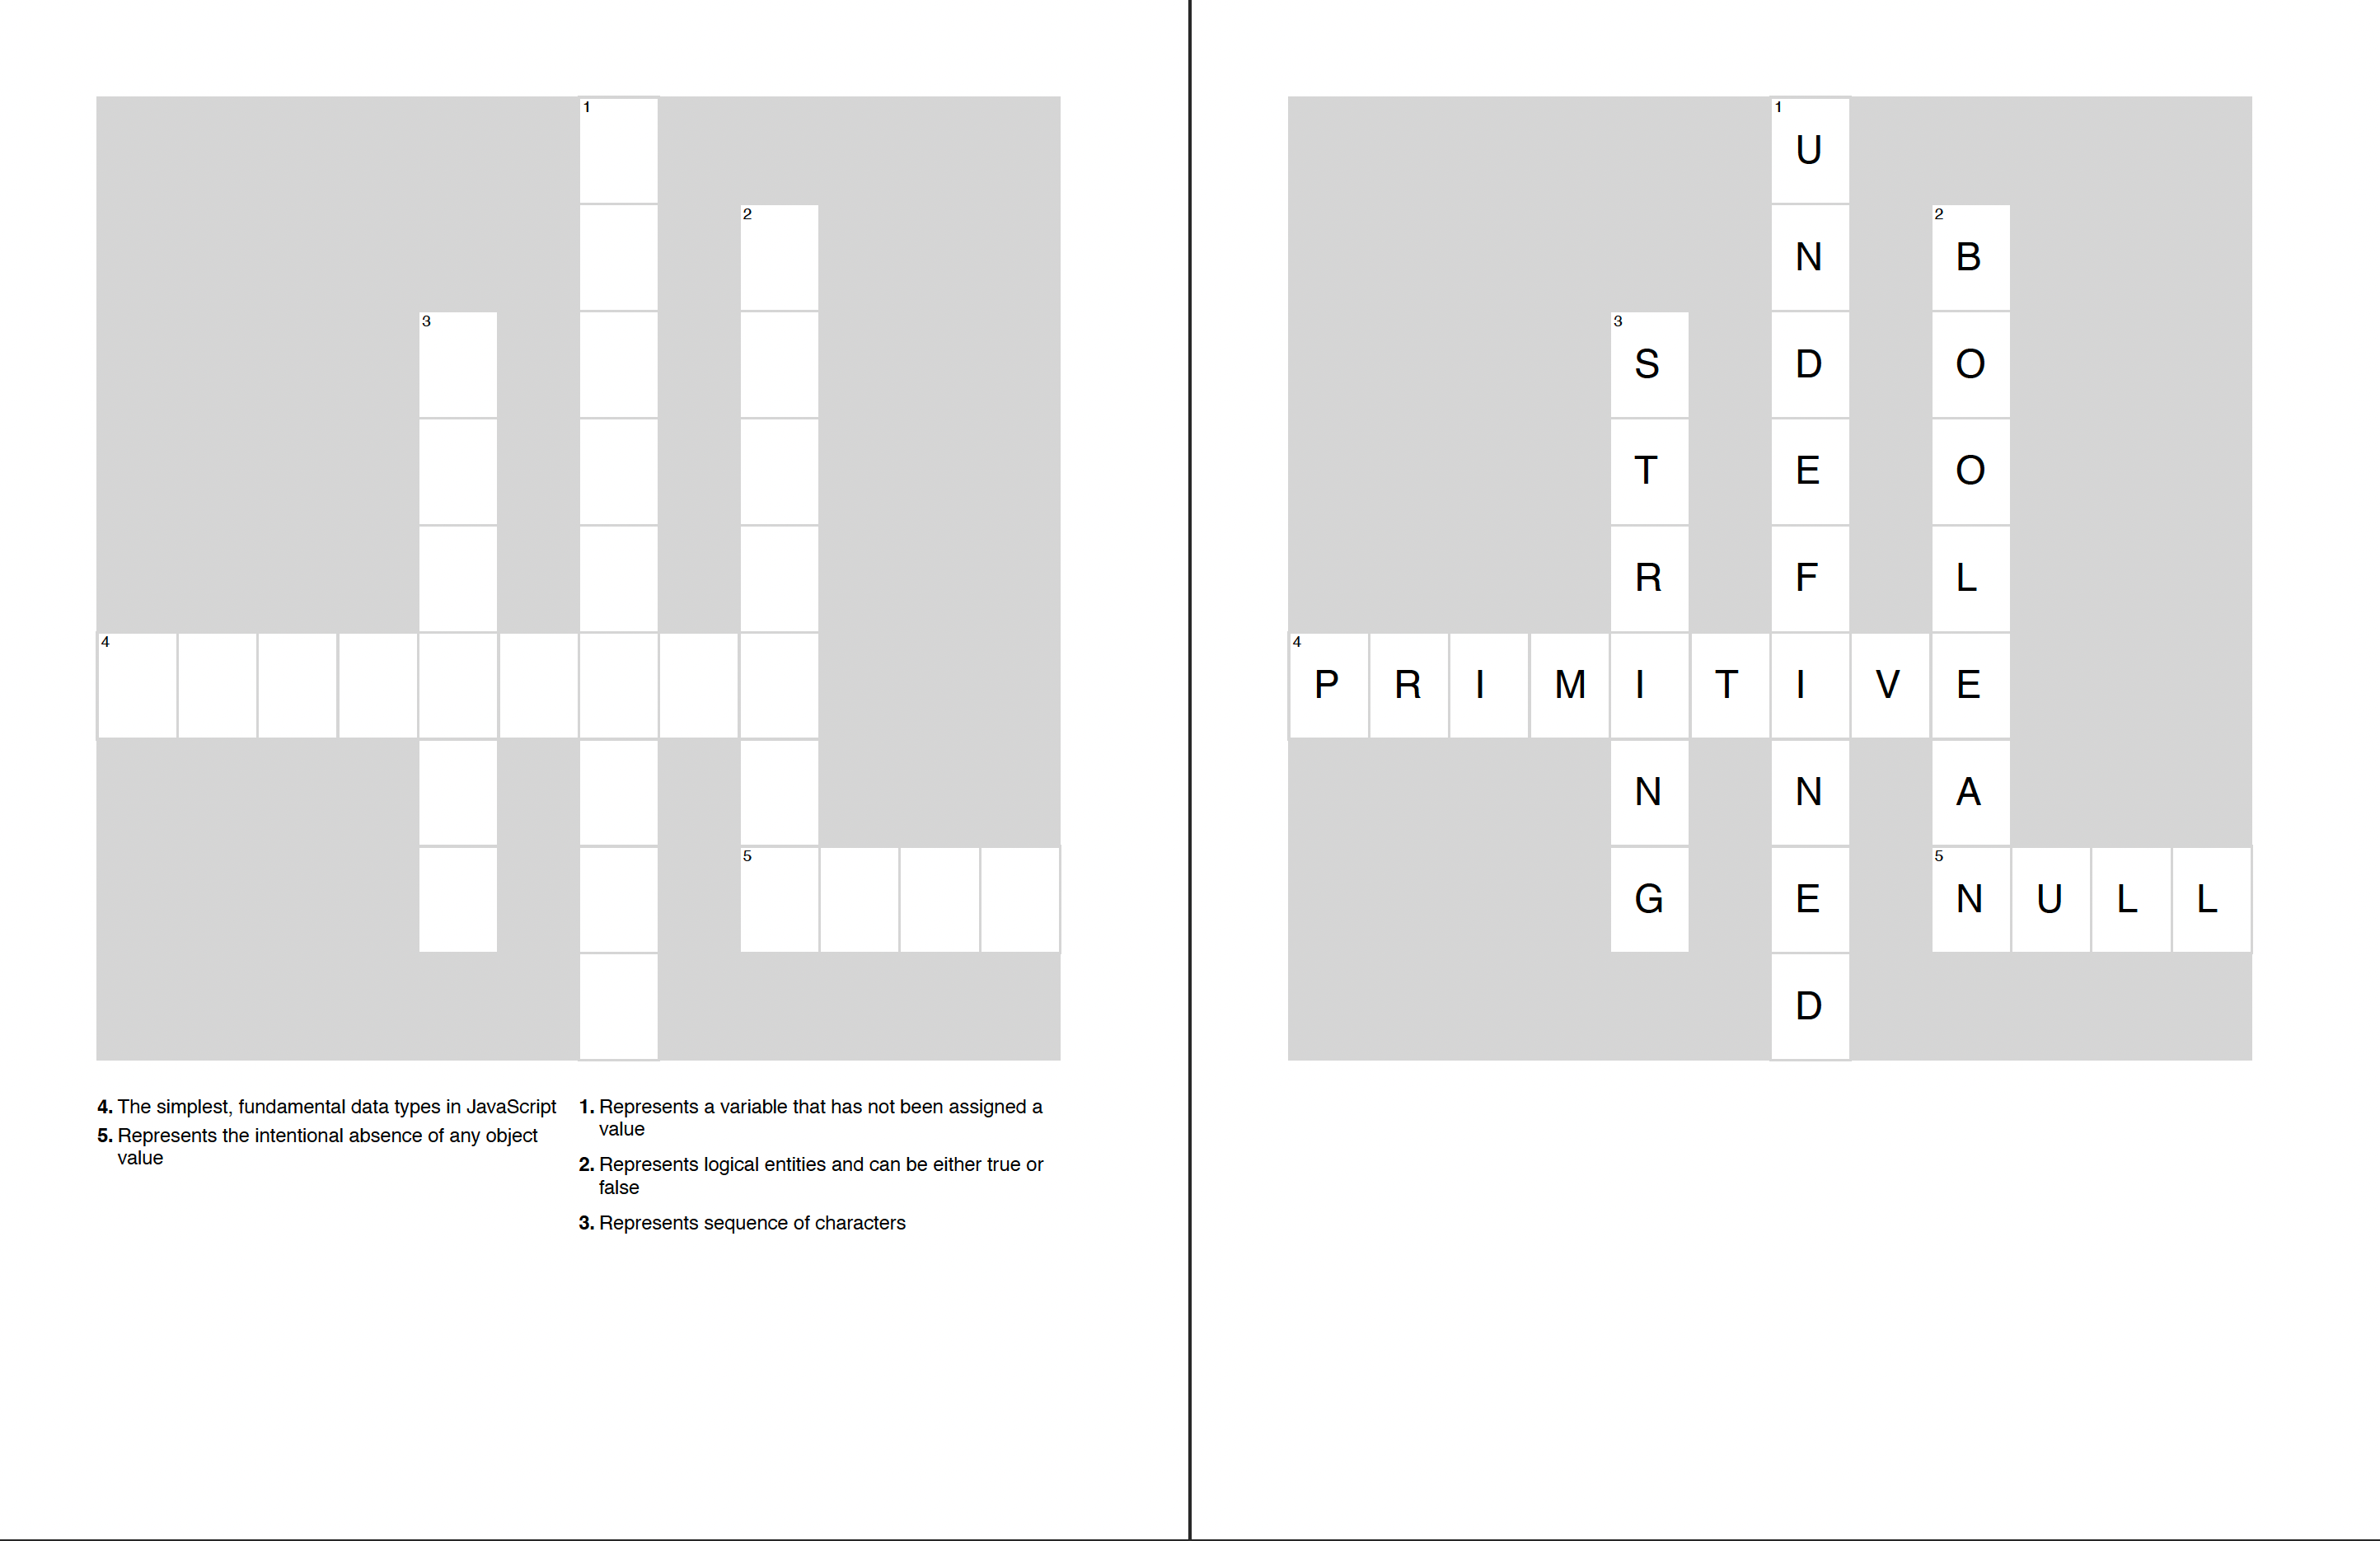 1
2
3
4
5
4. The simplest, fundamental data types in JavaScript
5. Represents the intentional absence of any object
value
1. Represents a variable that has not been assigned a
value
2. Represents logical entities and can be either true or
false
3. Represents sequence of characters
1
U
N 2 B
3 S D O
T E O
R F L
4 P R I M I T I V E
N N A
G E 5 N U L L
D